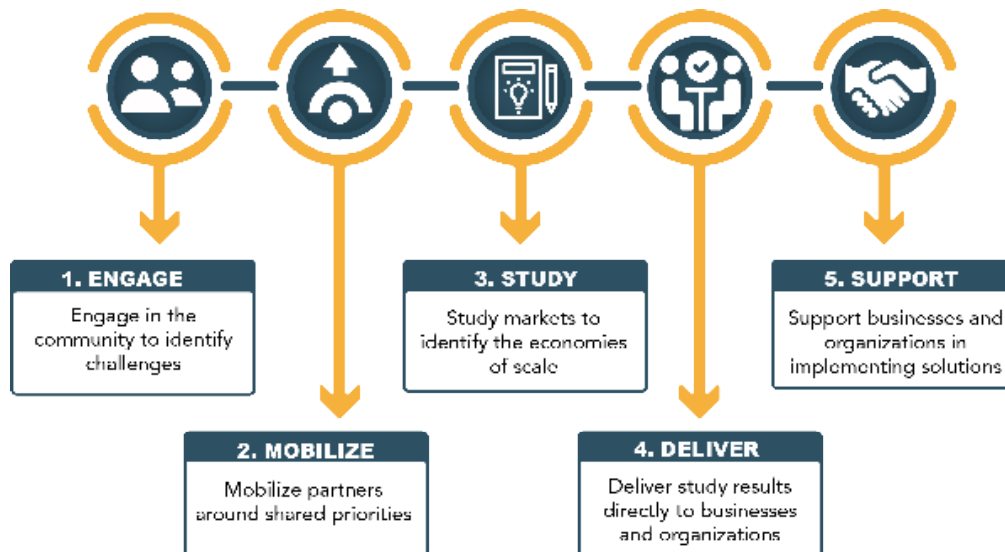 1. ENGAGE
Engage in the
community to identify
challenges
2. MOBILIZE
Mobilize partners
around shared priorities
3. STUDY
Study markets to
identify the economies
of scale
4. DELIVER
Deliver study results
directly to businesses
and organizations
5. SUPPORT
Support businesses and
organizations in
implementing solutions